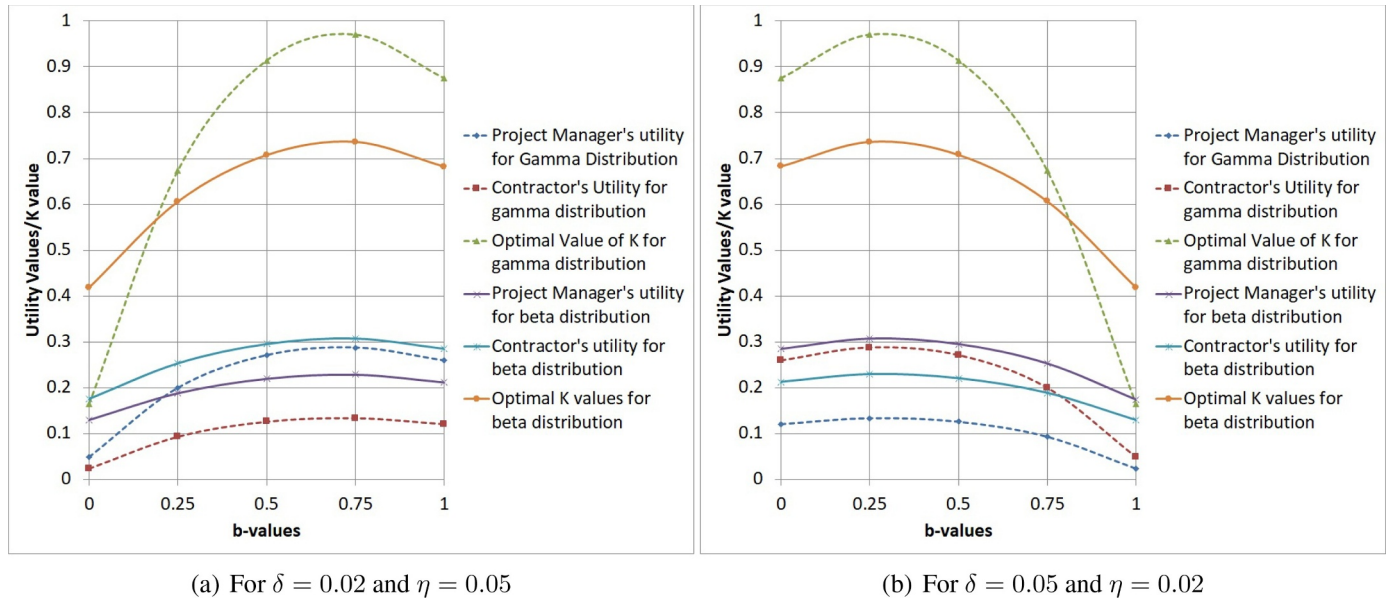 1
0.9
0.8
0.7
0.6
0.5
0.4
0.3
0.2
0.1
0
Utility Values/K value
0 0.25 0.5 0.75 1
b-values
Project Manager's utility
for Gamma Distribution
Contractor's Utility for
gamma distribution
Optimal Value of K for
gamma distribution
Project Manager's utility
for beta distribution
Contractor's utility for
beta distribution
Optimal K values for
beta distribution
(a) For δ = 0.02 and η = 0.05
1
0.9
0.8
0.7
0.6
0.5
0.4
0.3
0.2
0.1
0
Utility Values/K value
0 0.25 0.5 0.75 1
b-values
Project Manager's utility
for Gamma Distribution
Contractor's Utility for
gamma distribution
Optimal Value of K for
gamma distribution
Project Manager's utility
for beta distribution
Contractor's utility for
beta distribution
Optimal K values for
beta distribution
(b) For δ = 0.05 and η = 0.02